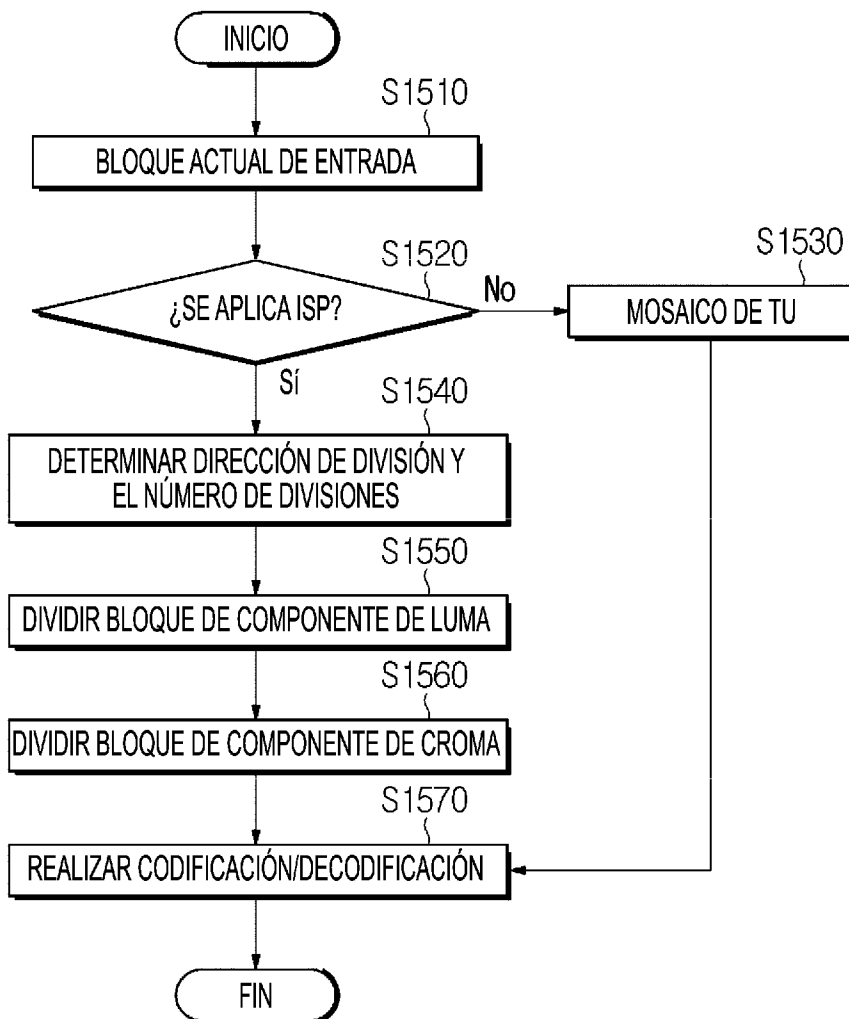 INICIO
S1510
BLOQUE ACTUAL DE ENTRADA
S1520
¿SE APLICA ISP?
No
S1530
MOSAICO DE TU
Sí
S1540
DETERMINAR DIRECCIÓN DE DIVISIÓN Y
EL NÚMERO DE DIVISIONES
S1550
DIVIDIR BLOQUE DE COMPONENTE DE LUMA
S1560
DIVIDIR BLOQUE DE COMPONENTE DE CROMA
S1570
REALIZAR CODIFICACIÓN/DECODIFICACIÓN
FIN